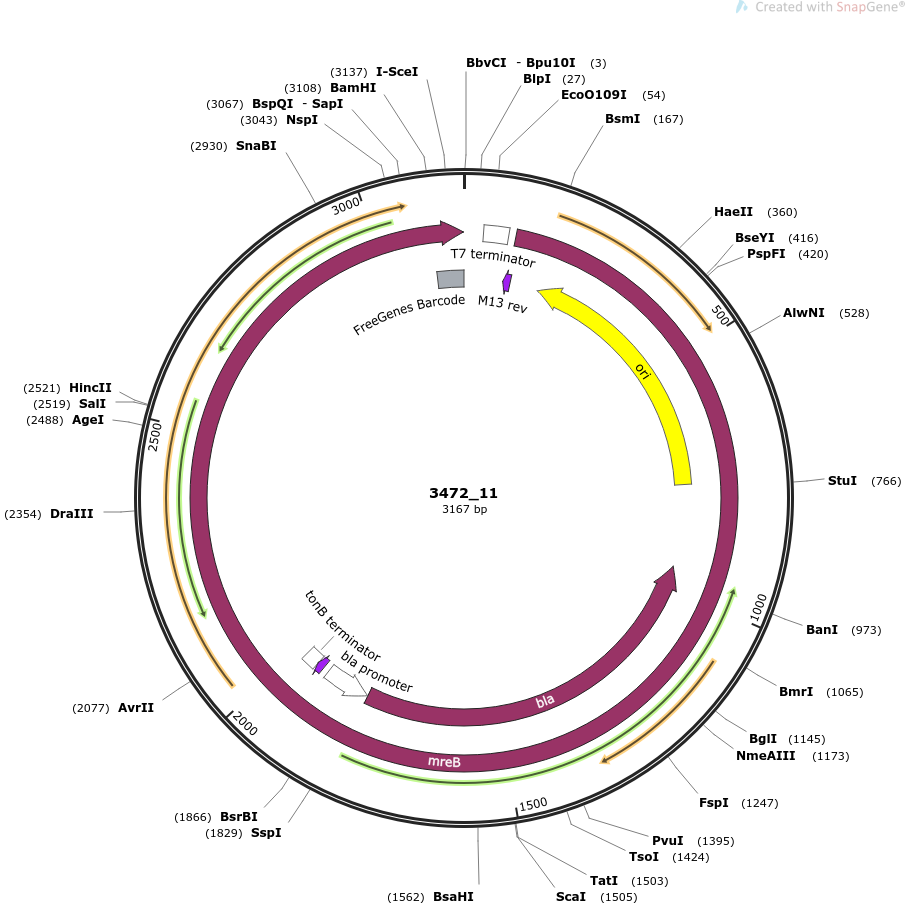 Created with SnapGene®
(3137) I-SceI
(3108) BamHI
(3067) BspQI - SapI
(3043) NspI
(2930) SnaBI
BbvCI - Bpu10I (3)
BlpI (27)
EcoO109I (54)
BsmI (167)
HaeII (360)
BseYI (416)
PspFI (420)
AlwNI (528)
StuI (766)
BanI (973)
BmrI (1065)
BglI (1145)
NmeAIII (1173)
FspI (1247)
PvuI (1395)
TsoI (1424)
TatI (1503)
ScaI (1505)
(1562) BsaHI
(1829) SspI
(1866) BsrBI
(2077) AvrII
(2354) DraIII
(2488) AgeI
(2519) SalI
(2521) HincII
500
1000
1500
2000
2500
3000
T7 terminator
M13 rev
FreeGenes Barcode
ori
bla
mreB
tonB terminator
bla promoter
3472_11
3167 bp